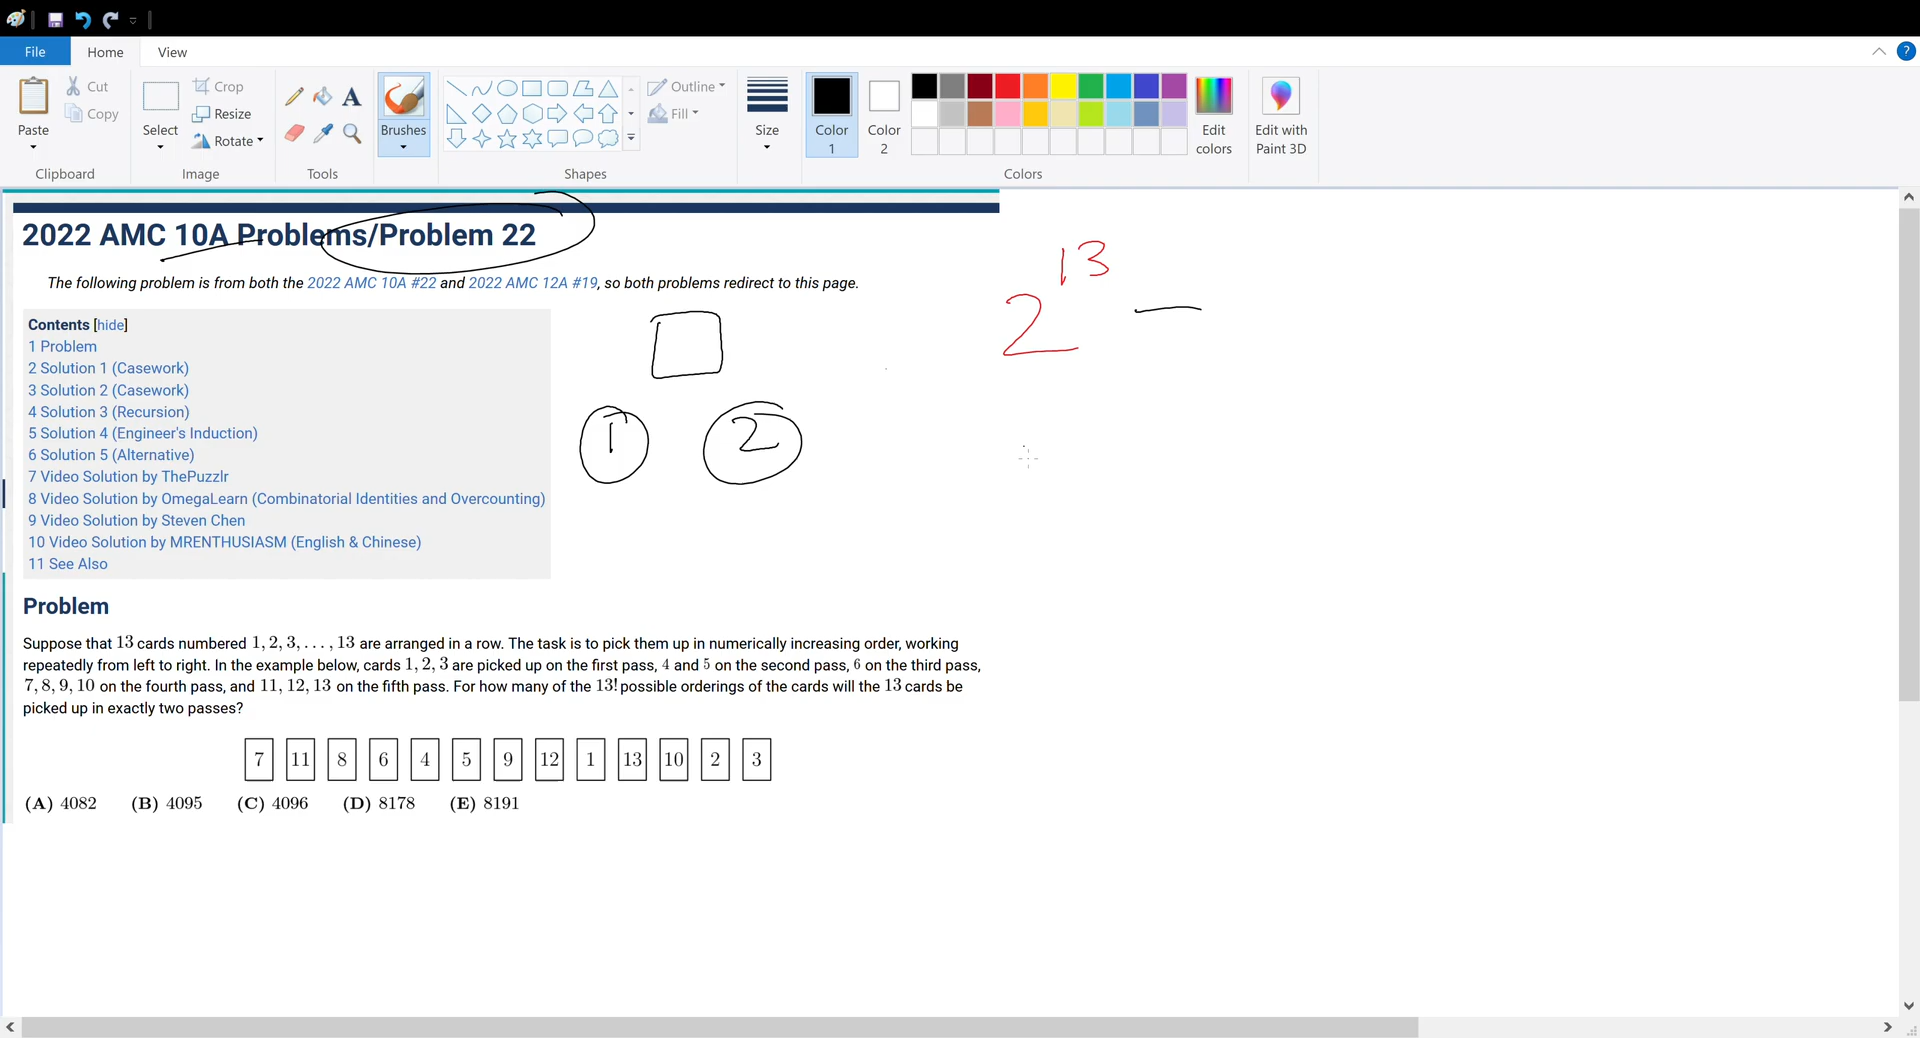 File Home View ?
Paste Cut Copy Select Crop Resize Rotate Brushes Outline Fill Size Color 1 Color 2 Edit colors Edit with Paint 3D
Clipboard Image Tools Shapes Colors
2022 AMC 10A Problems/Problem 22
The following problem is from both the 2022 AMC 10A #22 and 2022 AMC 12A #19, so both problems redirect to this page.
2^13 —
Contents [hide]
1 Problem
2 Solution 1 (Casework)
3 Solution 2 (Casework)
4 Solution 3 (Recursion)
5 Solution 4 (Engineer's Induction)
6 Solution 5 (Alternative)
7 Video Solution by ThePuzzlr
8 Video Solution by OmegaLearn (Combinatorial Identities and Overcounting)
9 Video Solution by Steven Chen
10 Video Solution by MRENTHUSIASM (English & Chinese)
11 See Also
1 2
Problem
Suppose that 13 cards numbered 1, 2, 3, . . . , 13 are arranged in a row. The task is to pick them up in numerically increasing order, working
repeatedly from left to right. In the example below, cards 1, 2, 3 are picked up on the first pass, 4 and 5 on the second pass, 6 on the third pass,
7, 8, 9, 10 on the fourth pass, and 11, 12, 13 on the fifth pass. For how many of the 13! possible orderings of the cards will the 13 cards be
picked up in exactly two passes?
7 11 8 6 4 5 9 12 1 13 10 2 3
(A) 4082 (B) 4095 (C) 4096 (D) 8178 (E) 8191